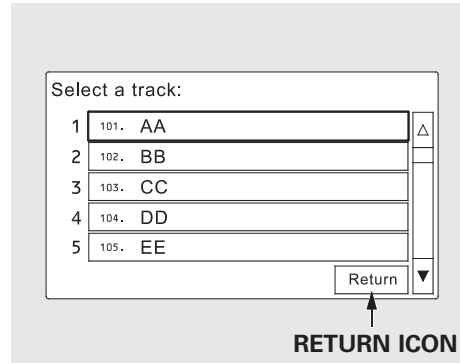 Select a track:
1 101. AA
2 102. BB
3 103. CC
4 104. DD
5 105. EE
Return
RETURN ICON